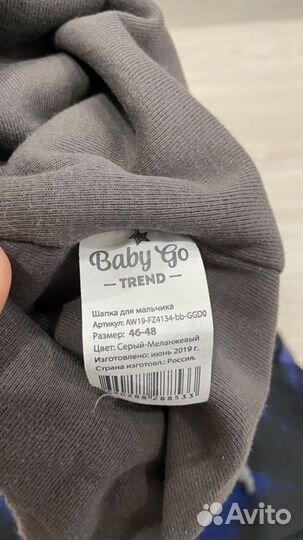 Baby Go
TREND
Шапка для мальчика
Артикул: AW19-FZ4134-bb-GGD0
Размер: 46-48
Цвет: Серый-Меланжевый
Изготовлено: июнь 2019 г.
Страна изготовл.: Россия.
Avito